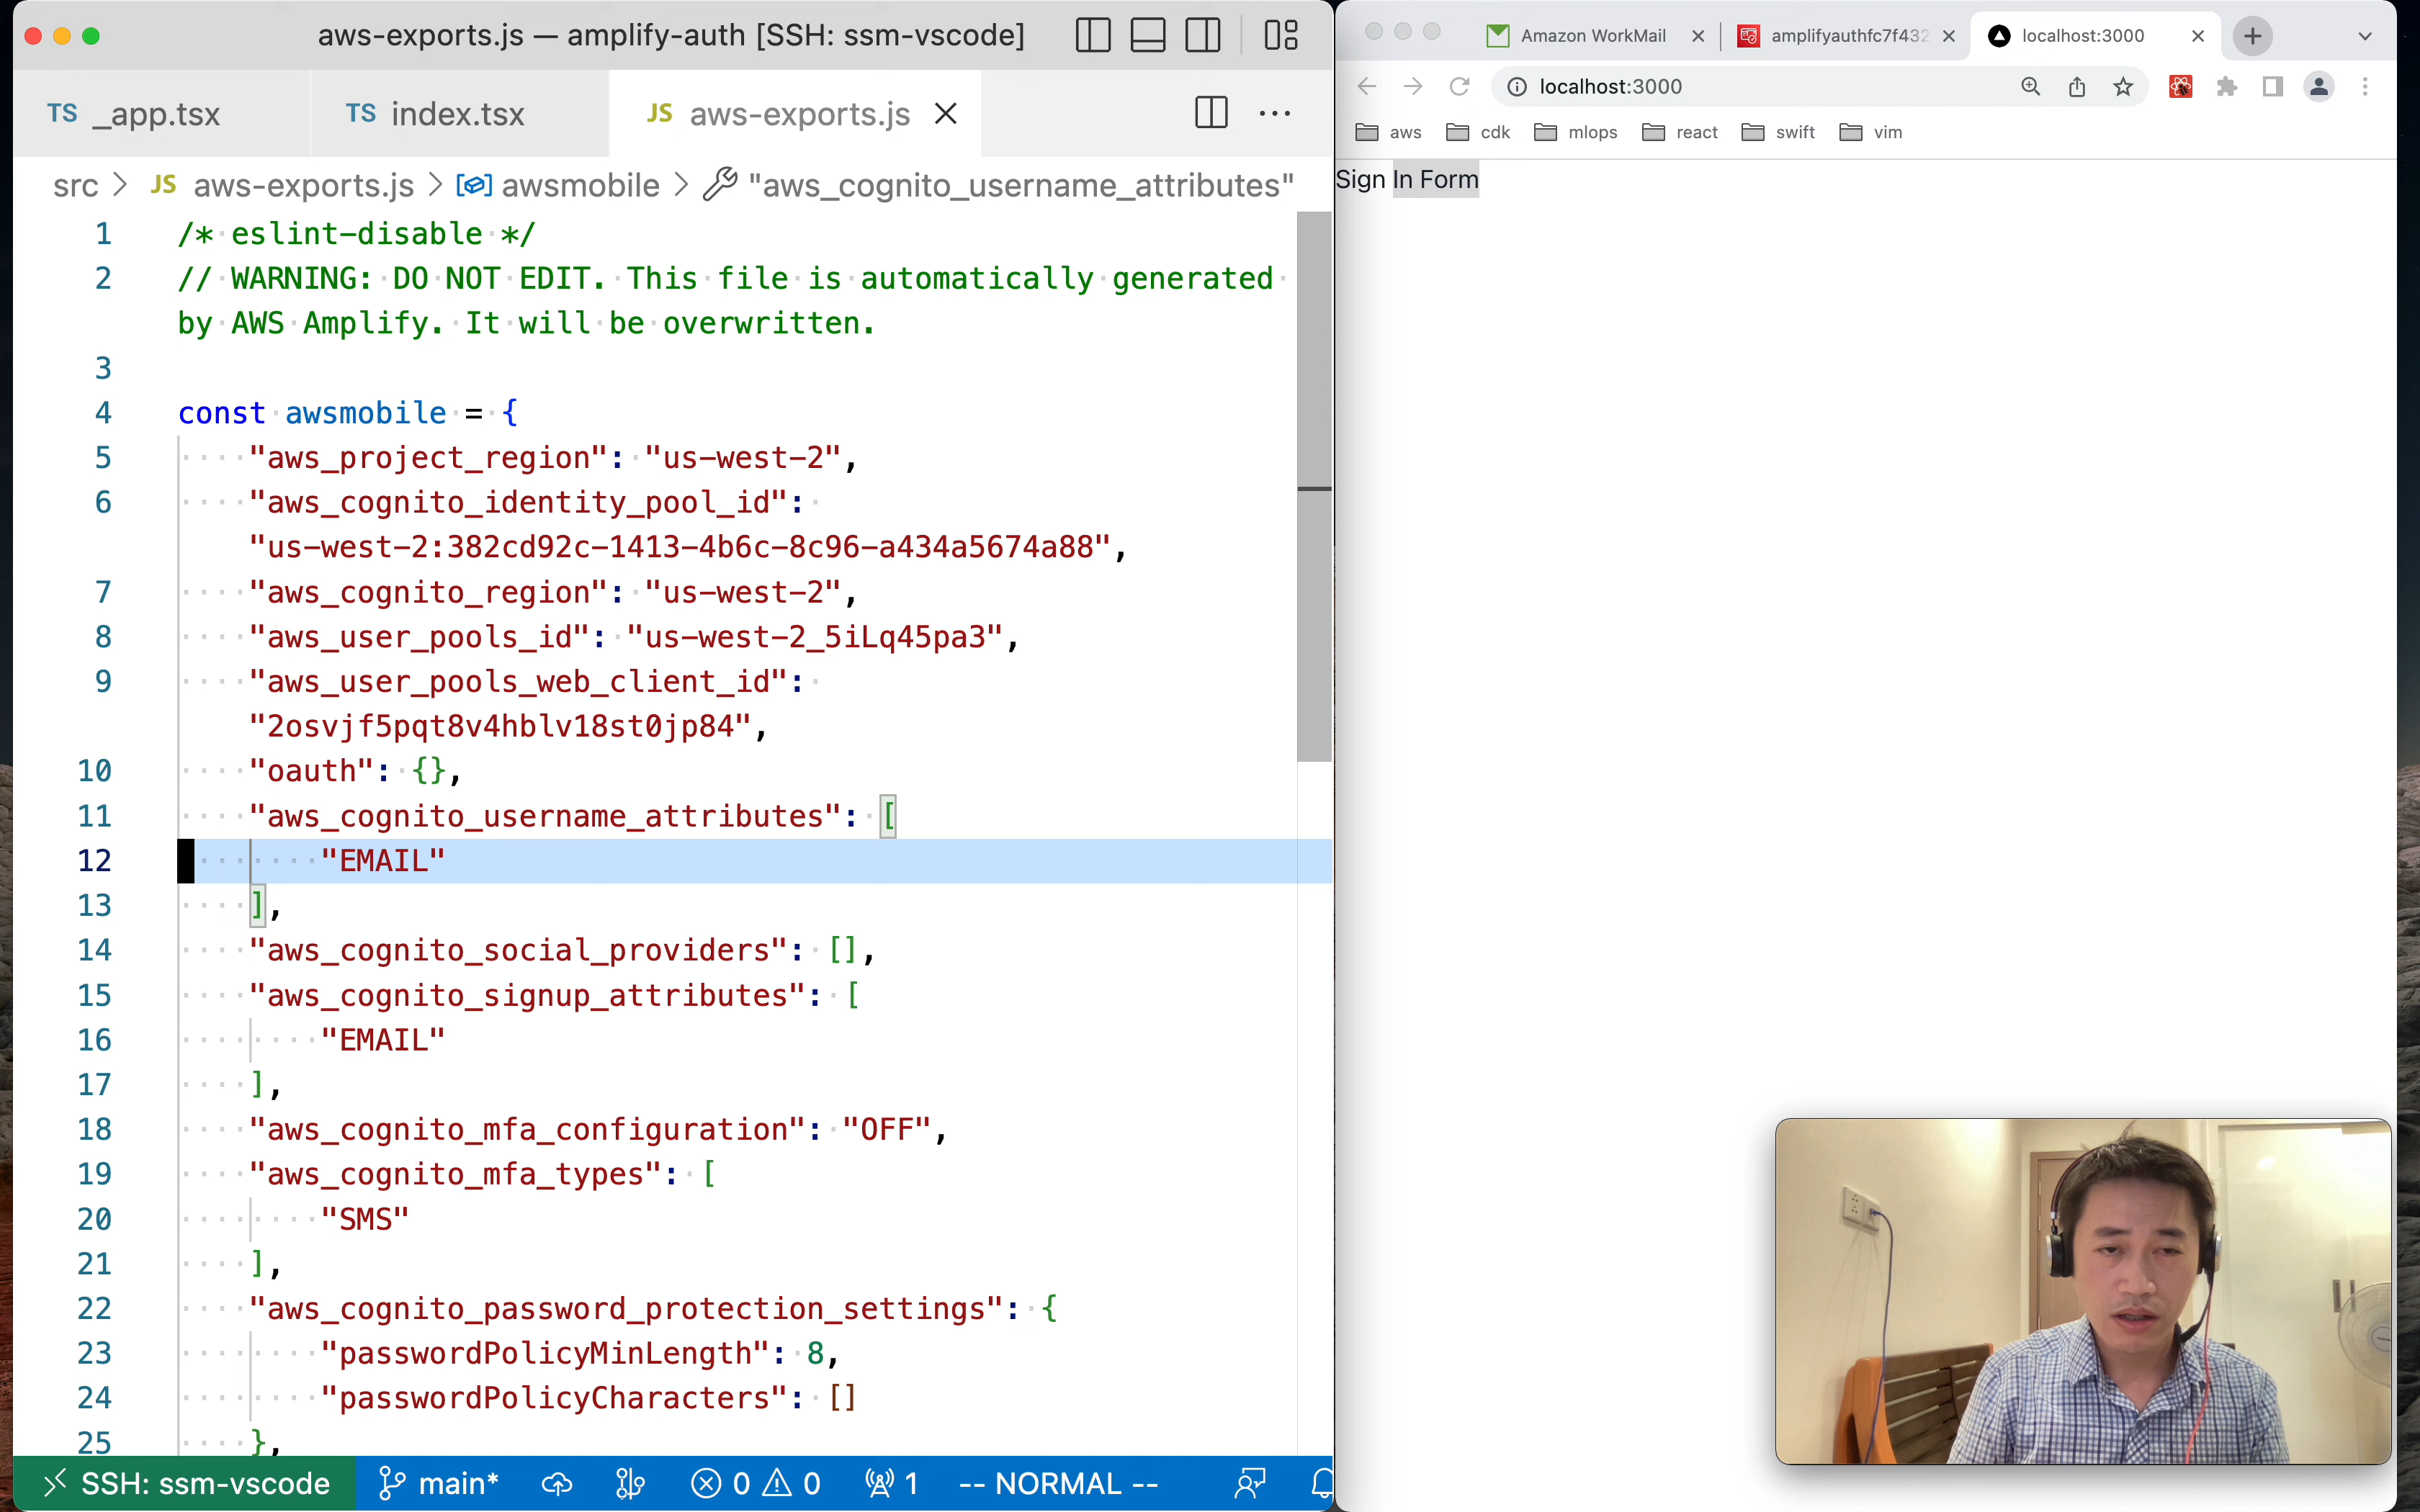 aws-exports.js — amplify-auth [SSH: ssm-vscode]
TS _app.tsx
TS index.tsx
JS aws-exports.js
src > JS aws-exports.js > awsmobile > "aws_cognito_username_attributes"
1 /* eslint-disable */
2 // WARNING: DO NOT EDIT. This file is automatically generated
by AWS Amplify. It will be overwritten.
3
4 const awsmobile = {
5 "aws_project_region": "us-west-2",
6 "aws_cognito_identity_pool_id":
"us-west-2:382cd92c-1413-4b6c-8c96-a434a5674a88",
7 "aws_cognito_region": "us-west-2",
8 "aws_user_pools_id": "us-west-2_5iLq45pa3",
9 "aws_user_pools_web_client_id":
"2osvjf5pqt8v4hblv18st0jp84",
10 "oauth": {},
11 "aws_cognito_username_attributes": [
12 "EMAIL"
13 ],
14 "aws_cognito_social_providers": [],
15 "aws_cognito_signup_attributes": [
16 "EMAIL"
17 ],
18 "aws_cognito_mfa_configuration": "OFF",
19 "aws_cognito_mfa_types": [
20 "SMS"
21 ],
22 "aws_cognito_password_protection_settings": {
23 "passwordPolicyMinLength": 8,
24 "passwordPolicyCharacters": []
25 },
SSH: ssm-vscode main* 0 0 1 -- NORMAL --
Amazon WorkMail
amplifyauthfc7f432
localhost:3000
localhost:3000
aws cdk mlops react swift vim
Sign In Form